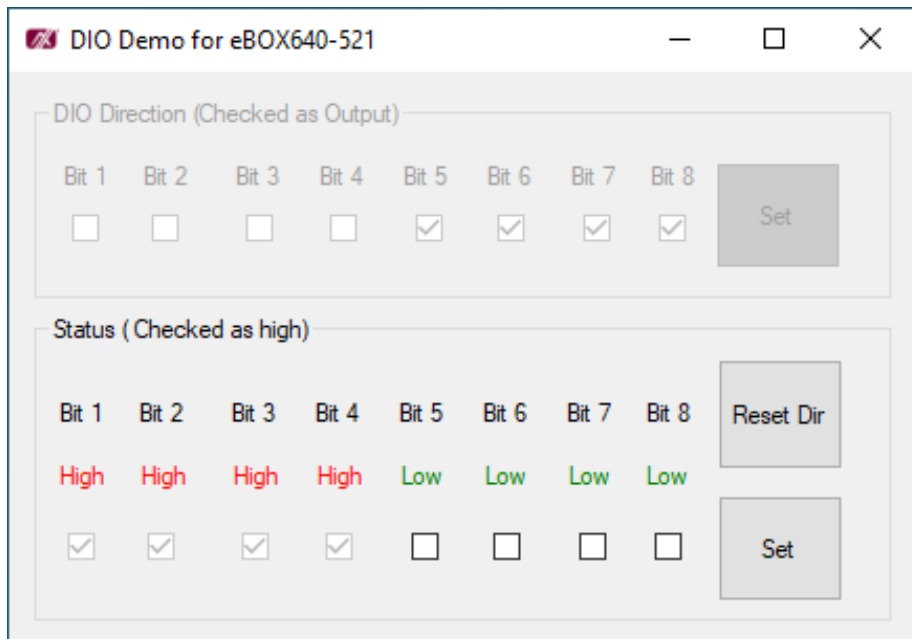 DIO Demo for eBOX640-521
DIO Direction (Checked as Output)
Bit 1 Bit 2 Bit 3 Bit 4 Bit 5 Bit 6 Bit 7 Bit 8
Set
Status ( Checked as high)
Bit 1 Bit 2 Bit 3 Bit 4 Bit 5 Bit 6 Bit 7 Bit 8
Reset Dir
High High High High Low Low Low Low
Set